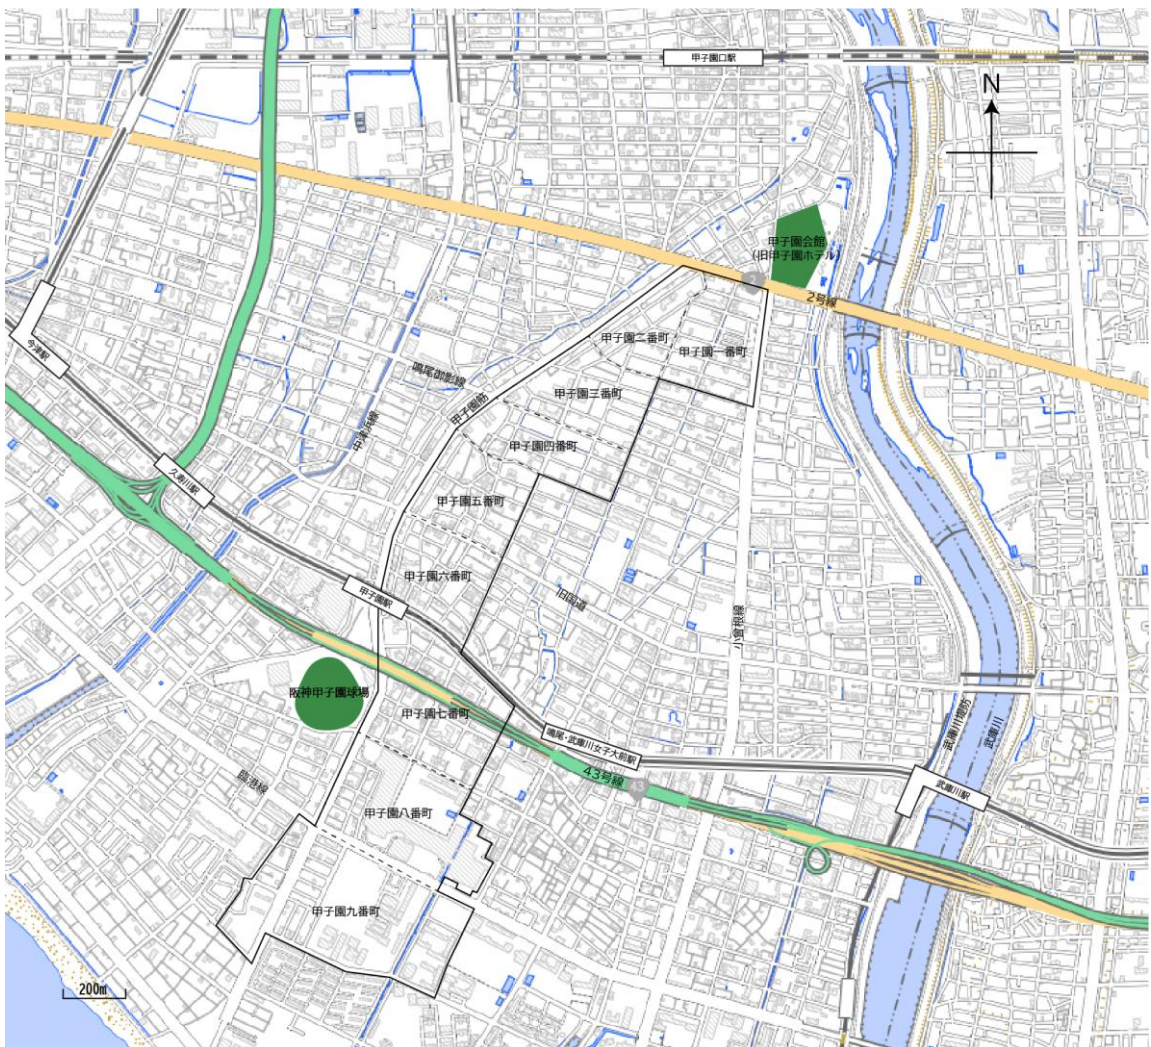 甲子園口駅
N
甲子園会館
(旧甲子園ホテル)
2
2号線
甲子園二番町
甲子園一番町
今津駅
鳴尾御影線
甲子園三番町
甲子園筋
中津浜線
甲子園四番町
久寿川駅
甲子園五番町
甲子園六番町
旧国道
甲子園駅
小曽根線
阪神甲子園球場
甲子園七番町
武庫川堤防
武庫川
鳴尾・武庫川女子大前駅
臨港線
43号線
43
武庫川駅
甲子園八番町
甲子園九番町
200m